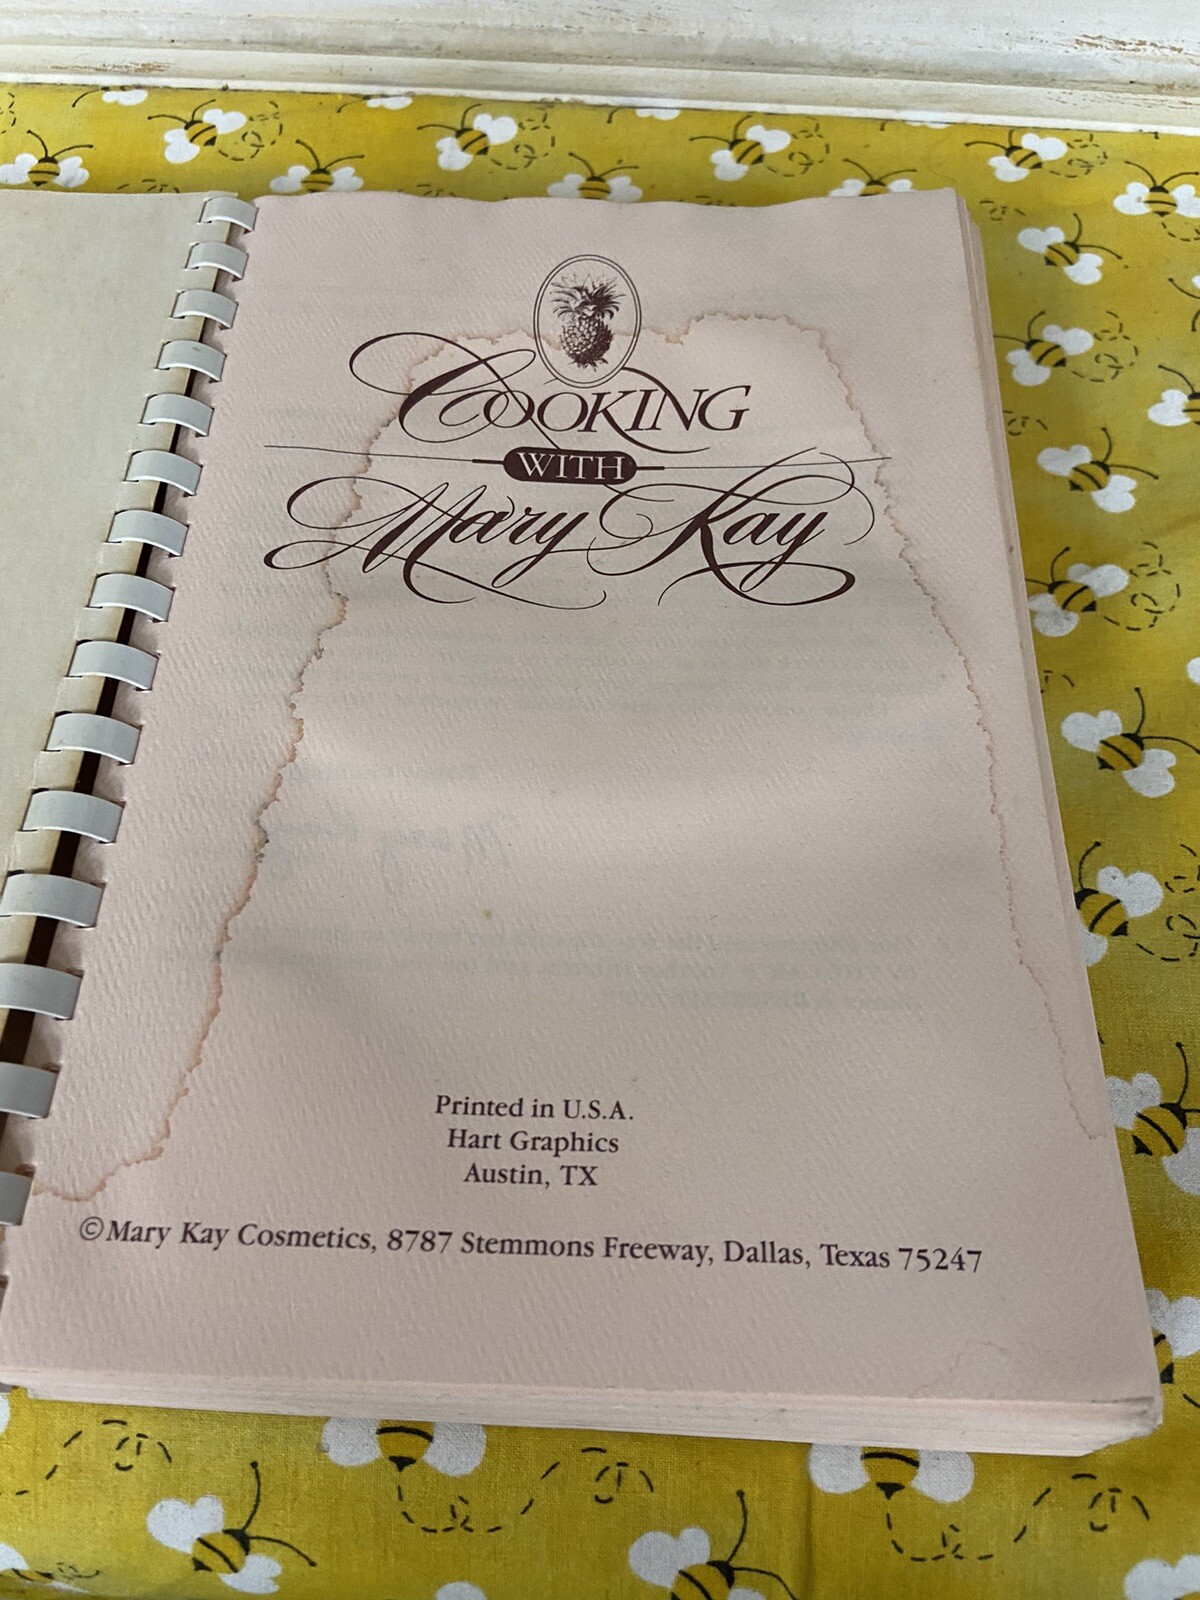 COOKING
WITH
Mary Kay
Printed in U.S.A.
Hart Graphics
Austin, TX
©Mary Kay Cosmetics, 8787 Stemmons Freeway, Dallas, Texas 75247